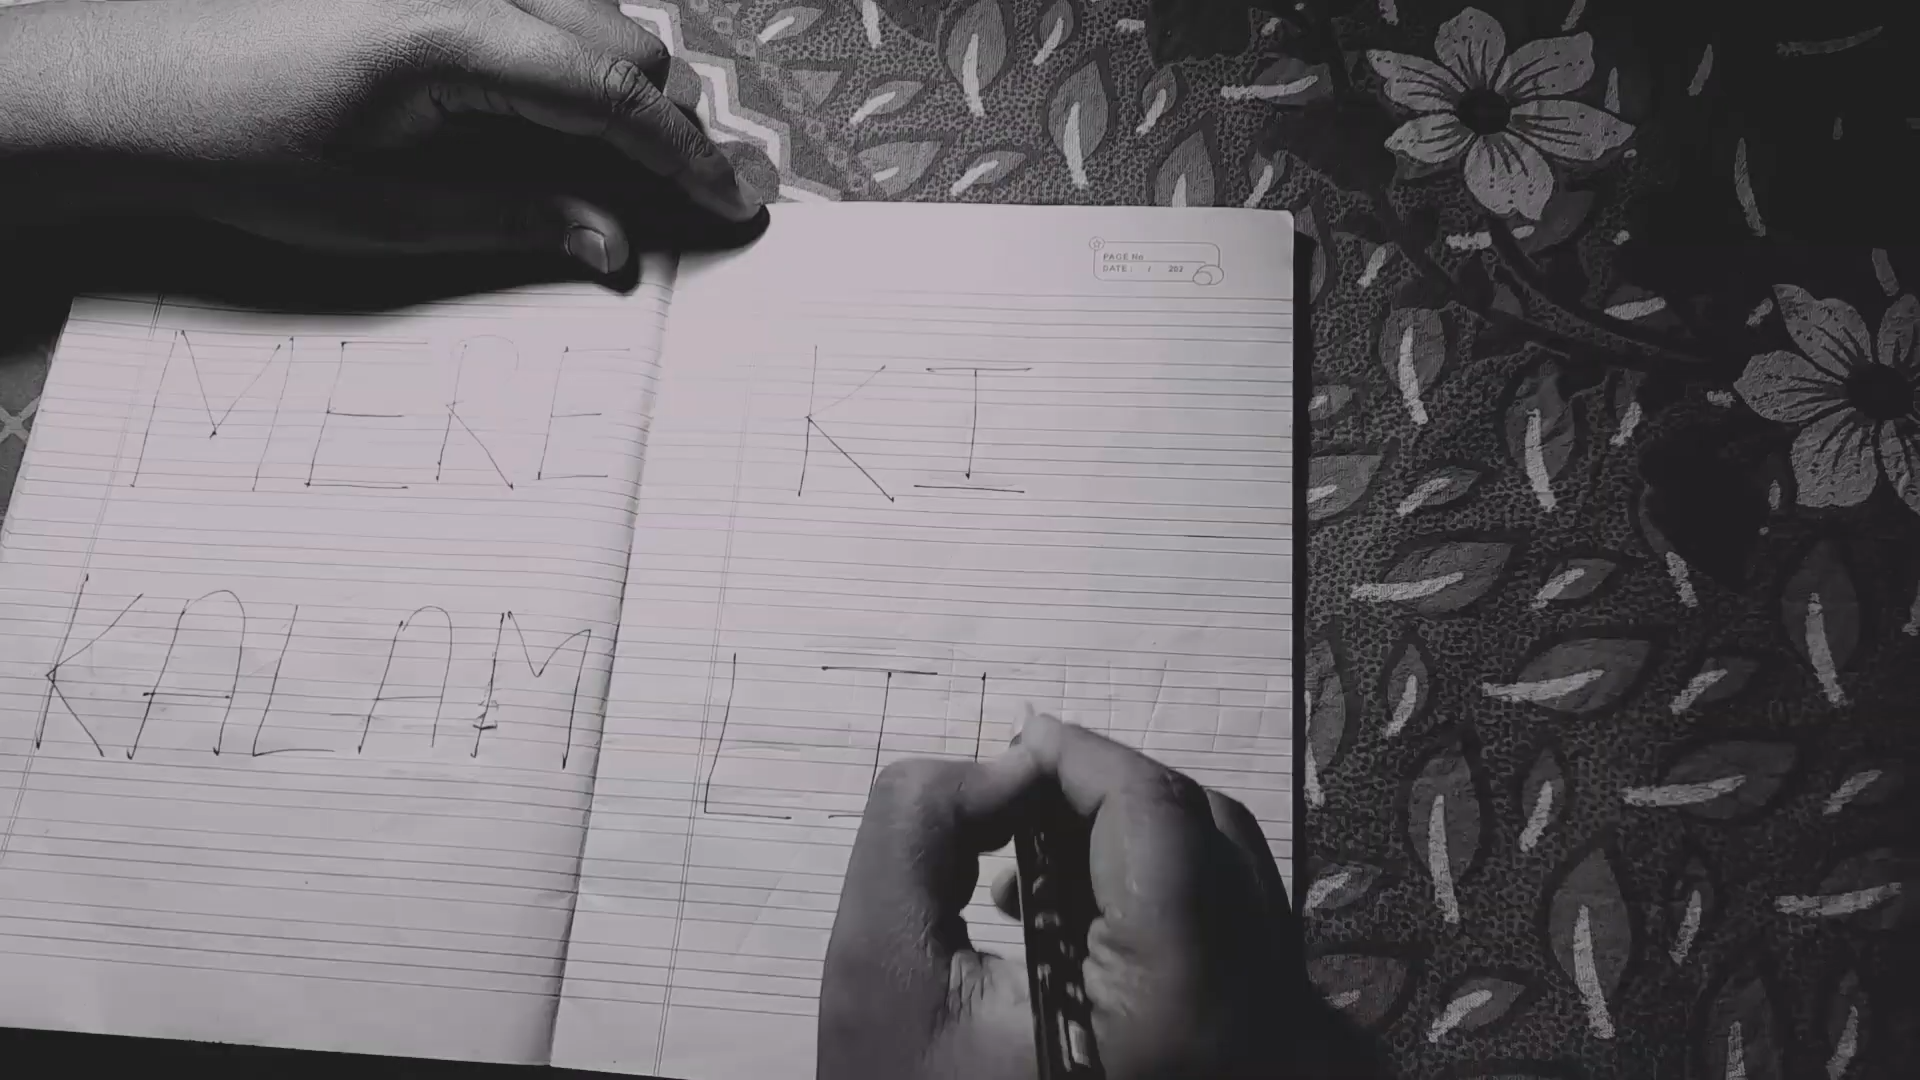 MERE
KALAM
PAGE No
DATE : / 202
KI